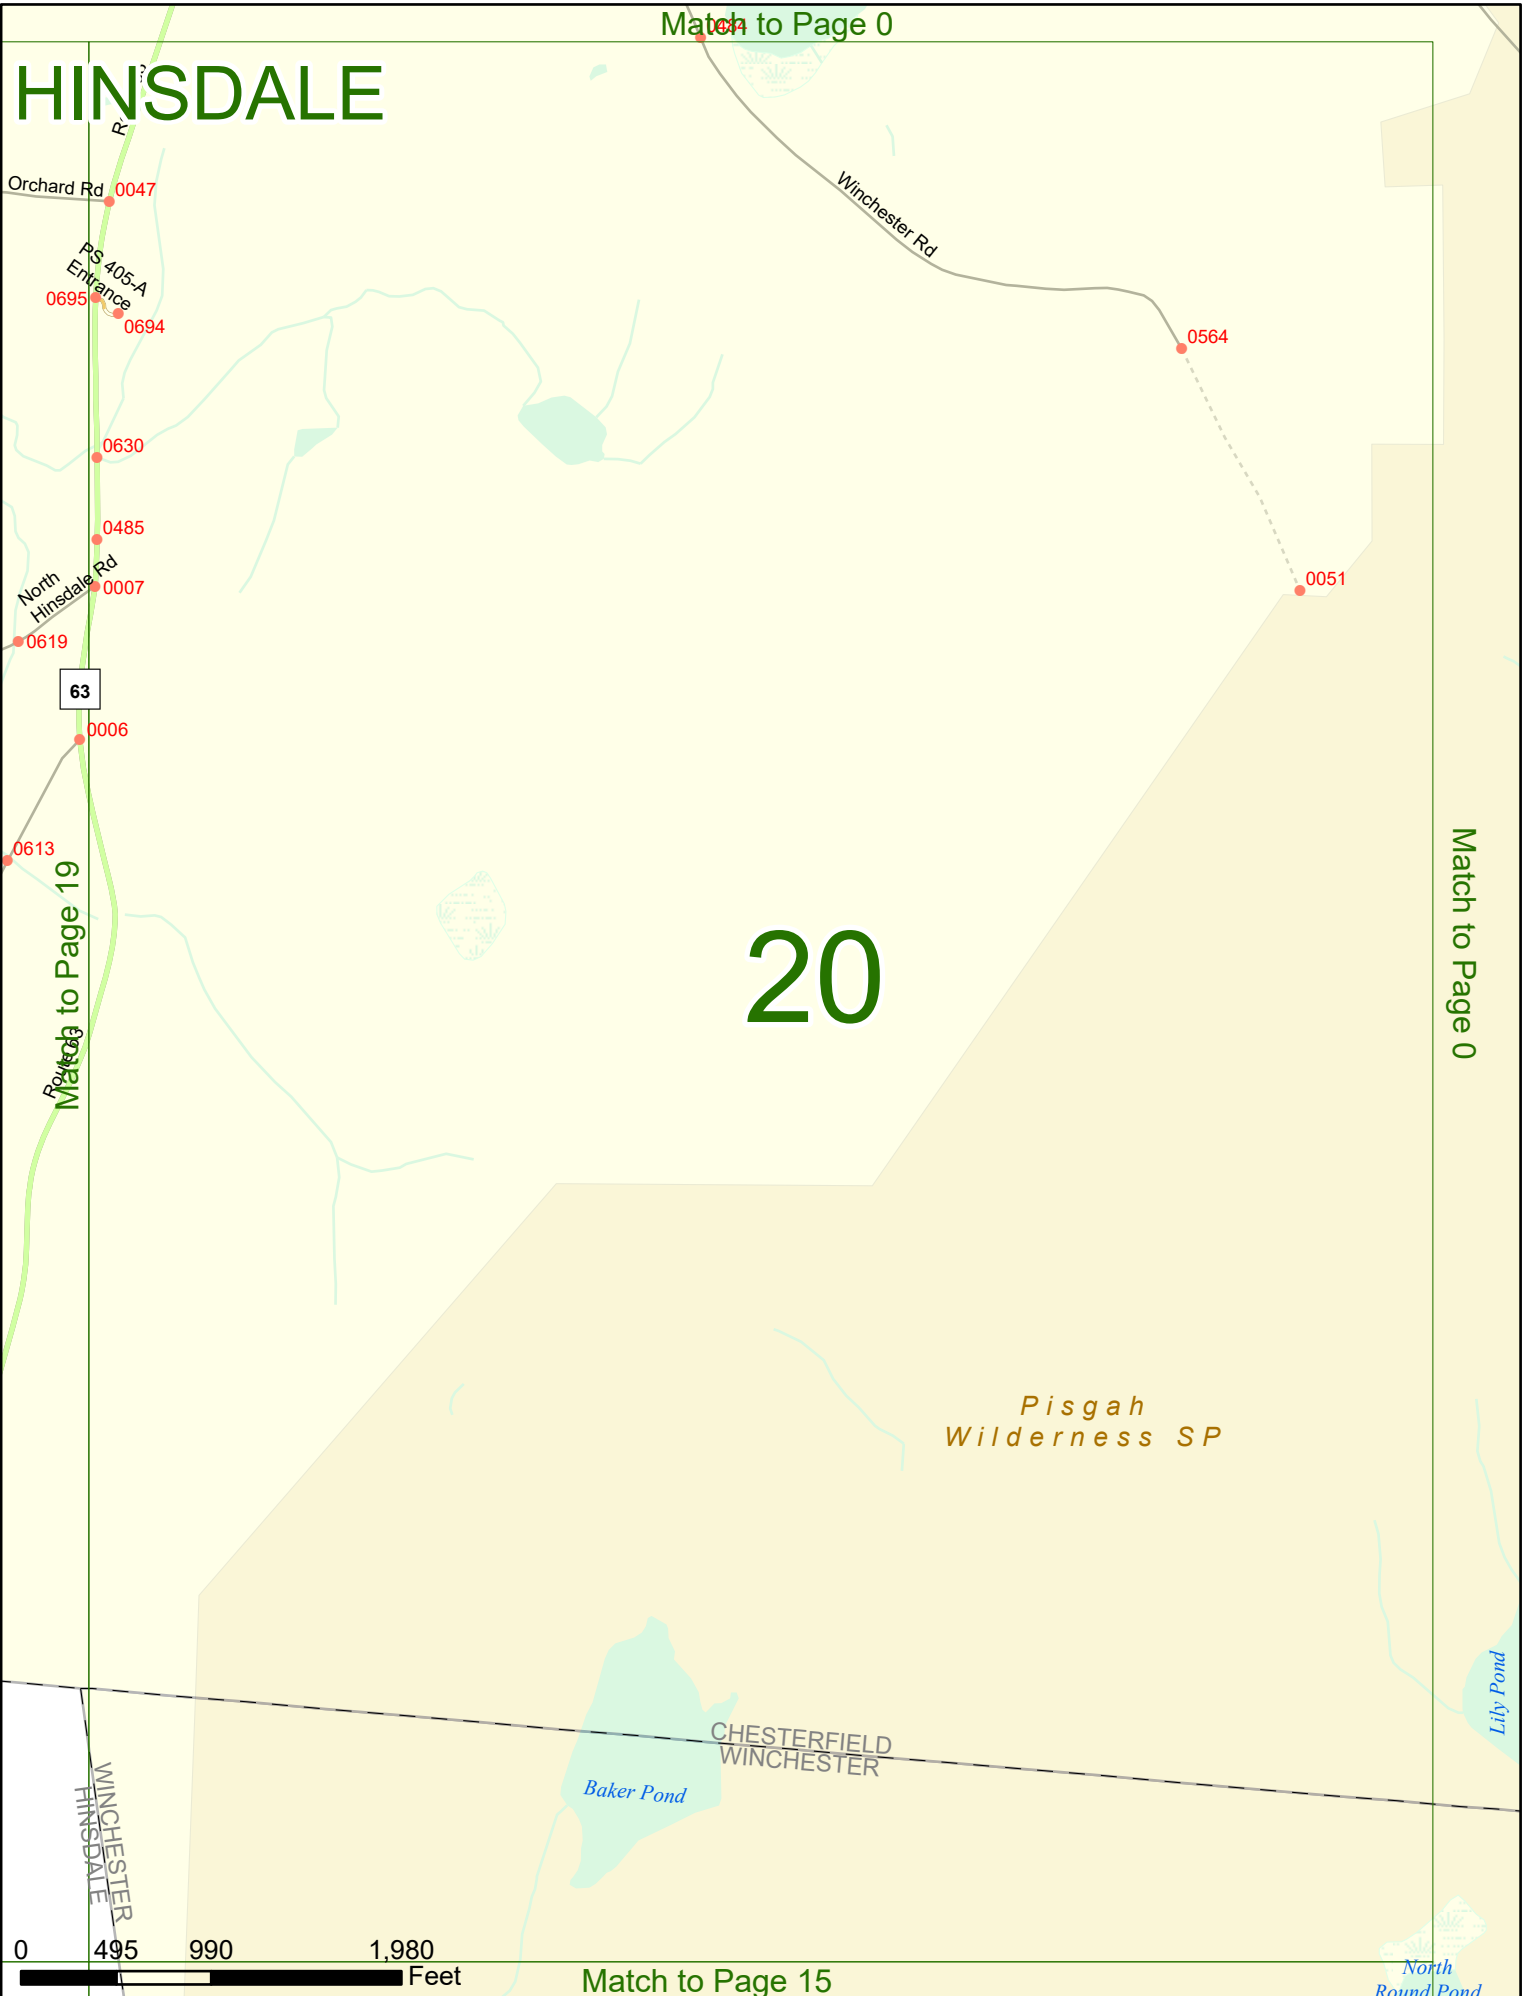 Match to Page 0
0484
HINSDALE
Orchard Rd
0047
Winchester Rd
PS 405-A
Entrance
0695
0694
0564
0630
0485
North
Hinsdale Rd
0007
0051
0619
63
0006
0613
Match to Page 19
Match to Page 0
20
Route 63
Pisgah
Wilderness SP
Lily Pond
CHESTERFIELD
WINCHESTER
Baker Pond
WINCHESTER
HINSDALE
0 495 990 1,980
Feet
Match to Page 15
North
Round Pond